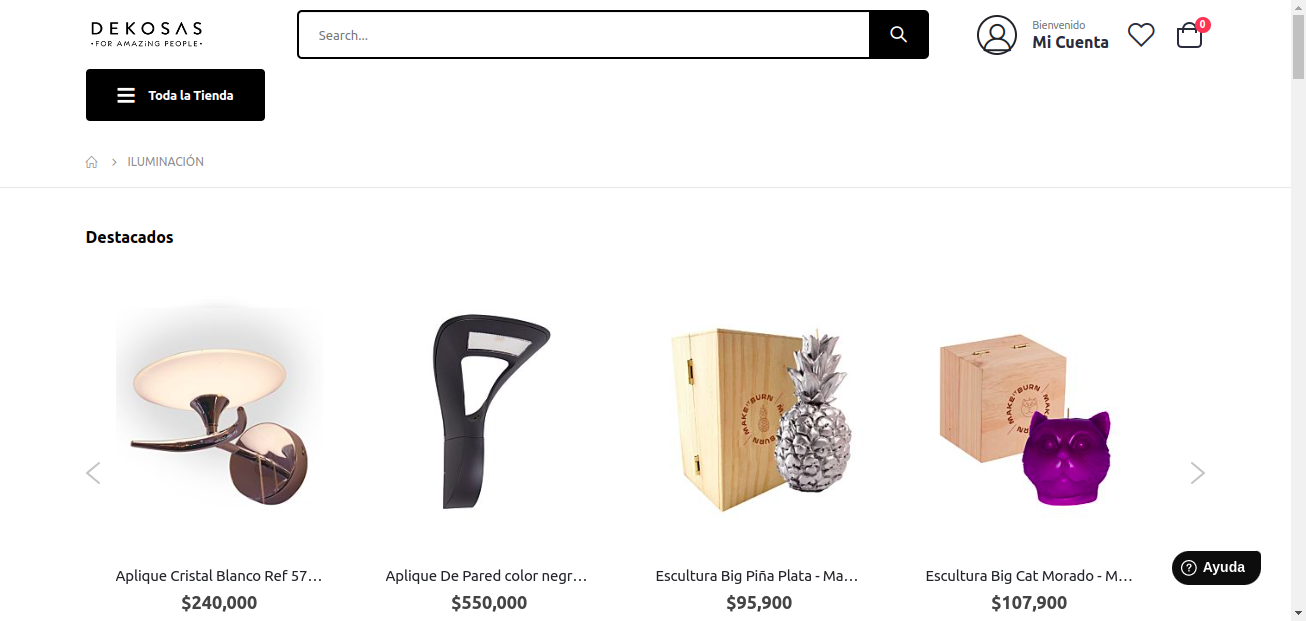 DEKOSAS
•FOR AMAZiNG PEOPLE•
Search...
Bienvenido
Mi Cuenta
0
Toda la Tienda
ILUMINACIÓN
Destacados
MAKE IT BURN
MAKE IT BURN
Aplique Cristal Blanco Ref 57...
Aplique De Pared color negr...
Escultura Big Piña Plata - Ma...
Escultura Big Cat Morado - M...
$240,000
$550,000
$95,900
$107,900
Ayuda